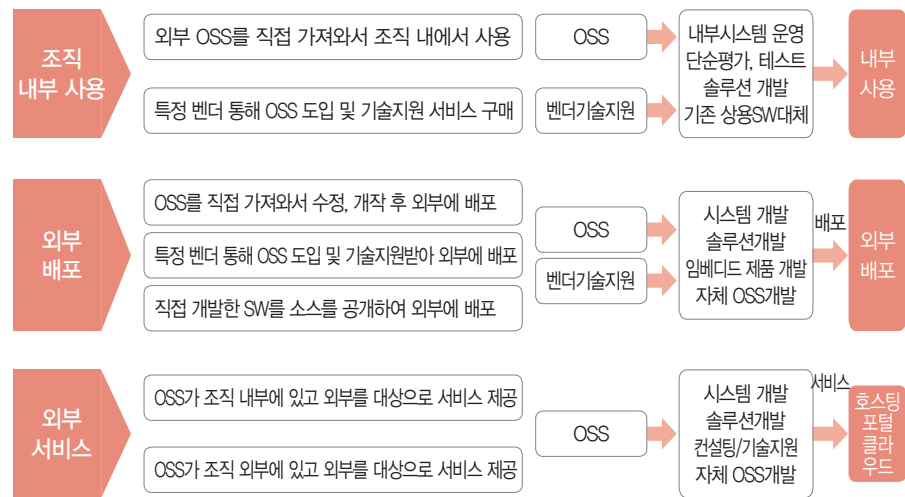 조직
내부 사용
외부 OSS를 직접 가져와서 조직 내에서 사용
특정 벤더 통해 OSS 도입 및 기술지원 서비스 구매
OSS
벤더기술지원
내부시스템 운영
단순평가, 테스트
솔루션 개발
기존 상용SW대체
내부
사용
외부
배포
OSS를 직접 가져와서 수정, 개작 후 외부에 배포
특정 벤더 통해 OSS 도입 및 기술지원받아 외부에 배포
직접 개발한 SW를 소스를 공개하여 외부에 배포
OSS
벤더기술지원
시스템 개발
솔루션개발
임베디드 제품 개발
자체 OSS개발
배포
외부
배포
외부
서비스
OSS가 조직 내부에 있고 외부를 대상으로 서비스 제공
OSS가 조직 외부에 있고 외부를 대상으로 서비스 제공
OSS
시스템 개발
솔루션개발
컨설팅/기술지원
자체 OSS개발
서비스
호스팅
포털
클라
우드